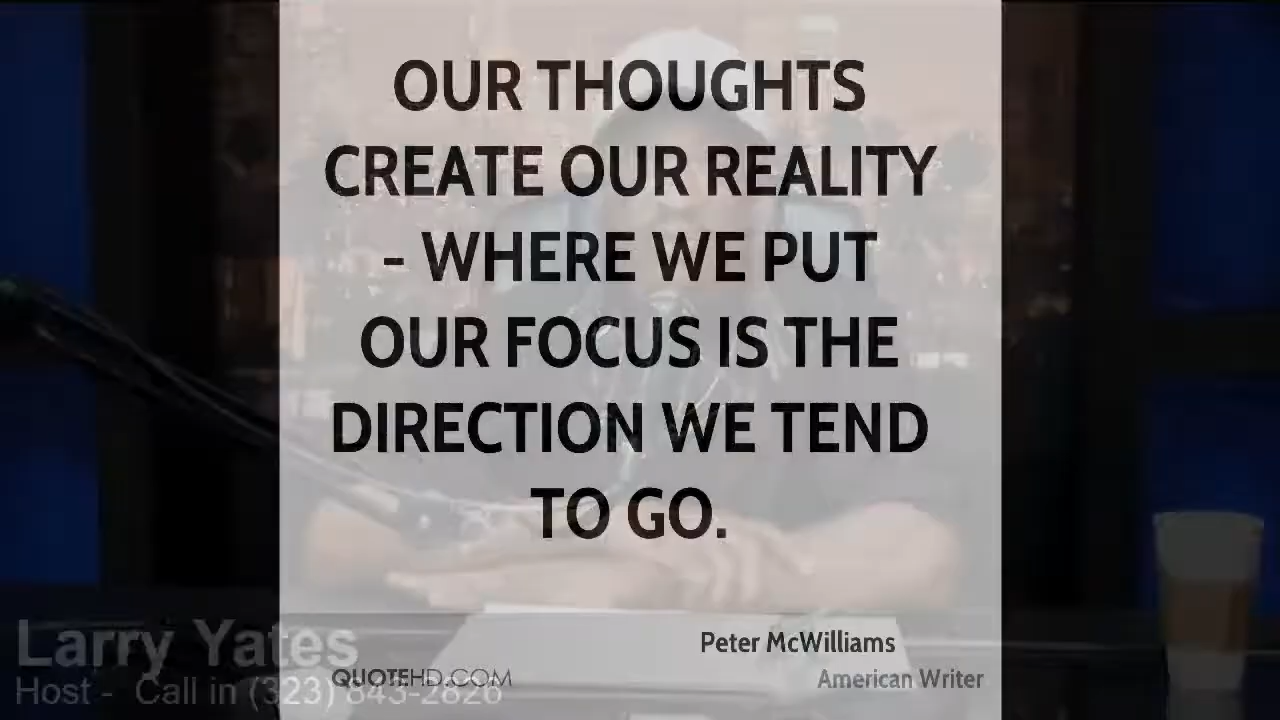 OUR THOUGHTS
CREATE OUR REALITY
- WHERE WE PUT
OUR FOCUS IS THE
DIRECTION WE TEND
TO GO.
Peter McWilliams
American Writer
QUOTEHD.COM
Larry Yates
Host - Call in (323) 843-2826